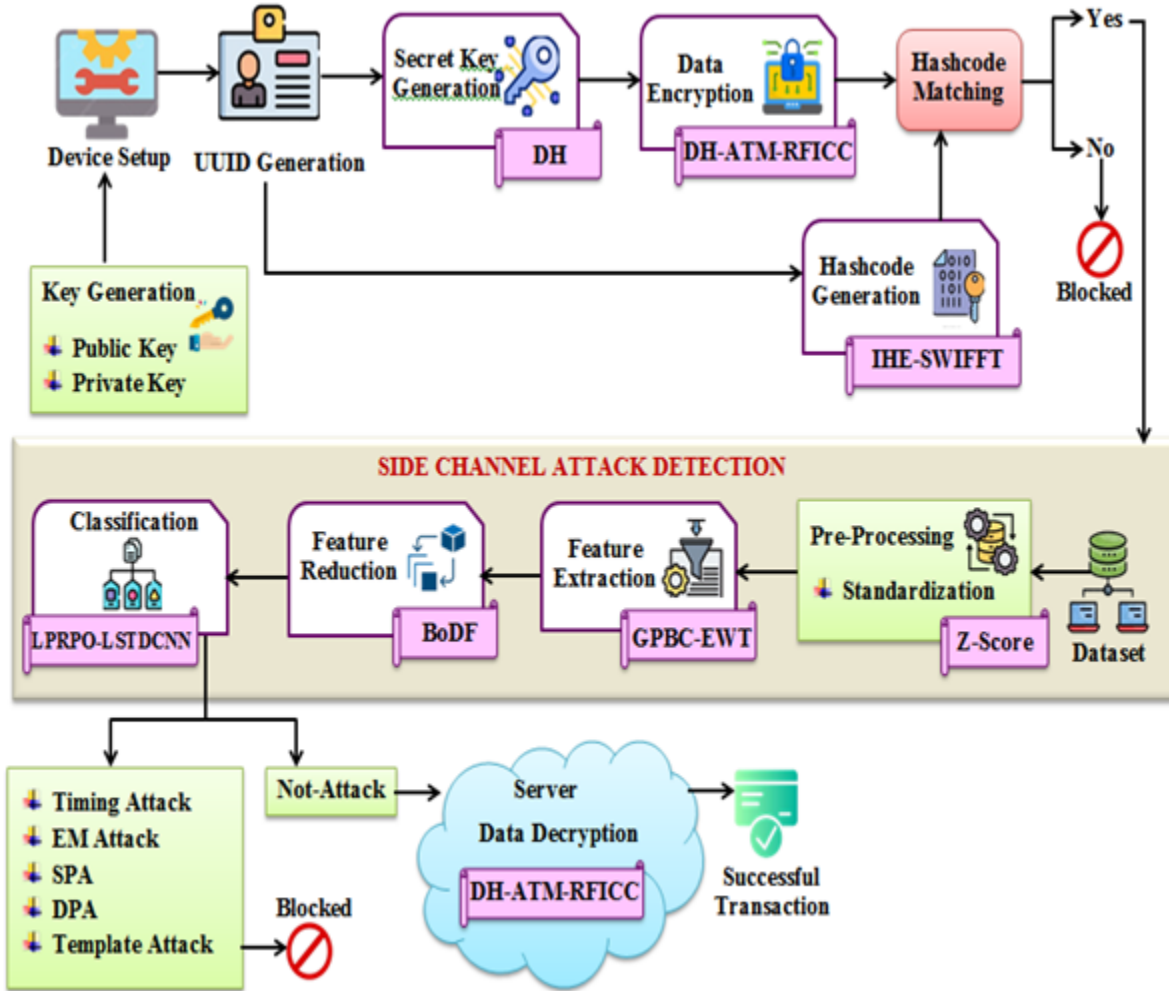 Yes
Secret Key
Generation
DH
Data
Encryption
DH-ATM-RFICC
Hashcode
Matching
No
Blocked
Device Setup
UUID Generation
Key Generation
Public Key
Private Key
Hashcode
Generation
IHE-SWIFFT
SIDE CHANNEL ATTACK DETECTION
Classification
LPRPO-LSTDCNN
Feature
Reduction
BoDF
Feature
Extraction
GPBC-EWT
Pre-Processing
Standardization
Z-Score
Dataset
Timing Attack
EM Attack
SPA
DPA
Template Attack
Blocked
Not-Attack
Server
Data Decryption
DH-ATM-RFICC
Successful
Transaction